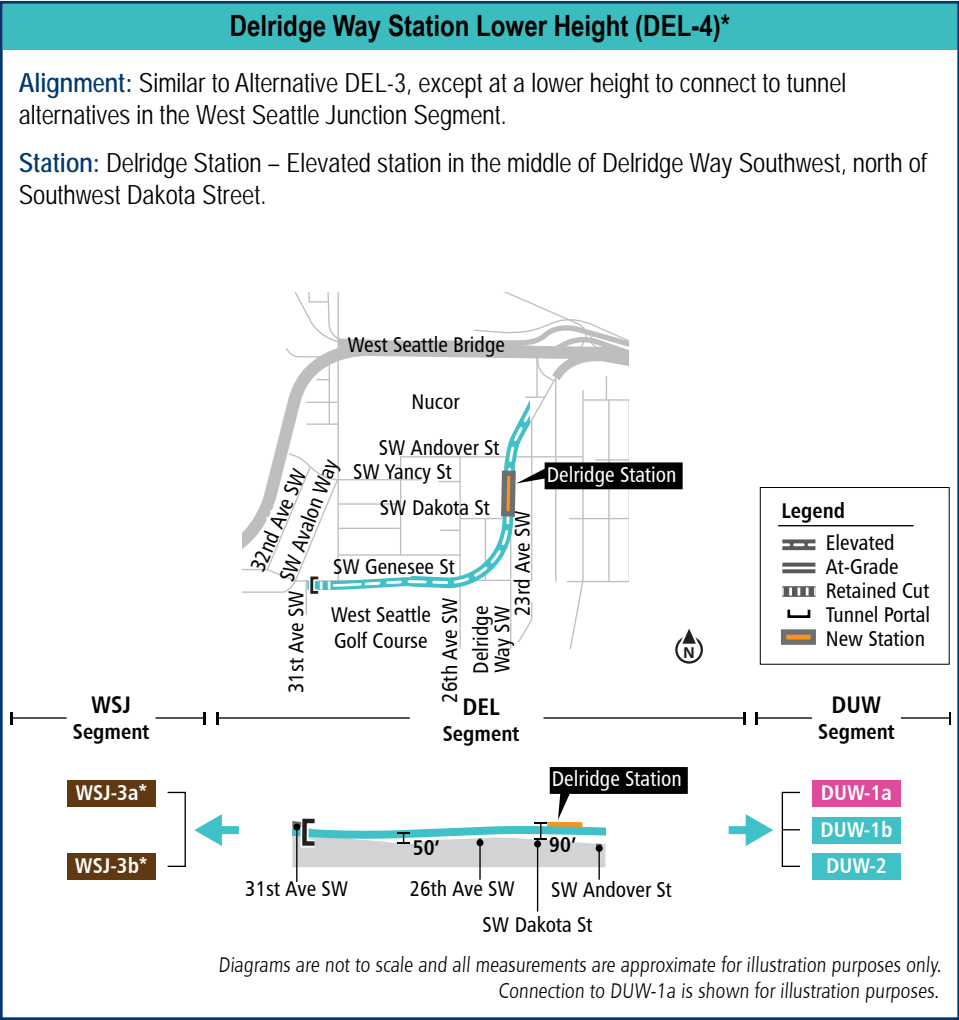 Delridge Way Station Lower Height (DEL-4)*
Alignment: Similar to Alternative DEL-3, except at a lower height to connect to tunnel
alternatives in the West Seattle Junction Segment.
Station: Delridge Station – Elevated station in the middle of Delridge Way Southwest, north of
Southwest Dakota Street.
West Seattle Bridge
Nucor
SW Andover St
SW Yancy St
Delridge Station
SW Dakota St
32nd Ave SW
SW Avalon Way
23rd Ave SW
SW Genesee St
West Seattle
Golf Course
31st Ave SW
26th Ave SW
Delridge
Way SW
N
Legend
Elevated
At-Grade
Retained Cut
Tunnel Portal
New Station
WSJ
Segment
DEL
Segment
DUW
Segment
WSJ-3a*
WSJ-3b*
Delridge Station
50'
90'
31st Ave SW
26th Ave SW
SW Andover St
SW Dakota St
DUW-1a
DUW-1b
DUW-2
Diagrams are not to scale and all measurements are approximate for illustration purposes only.
Connection to DUW-1a is shown for illustration purposes.